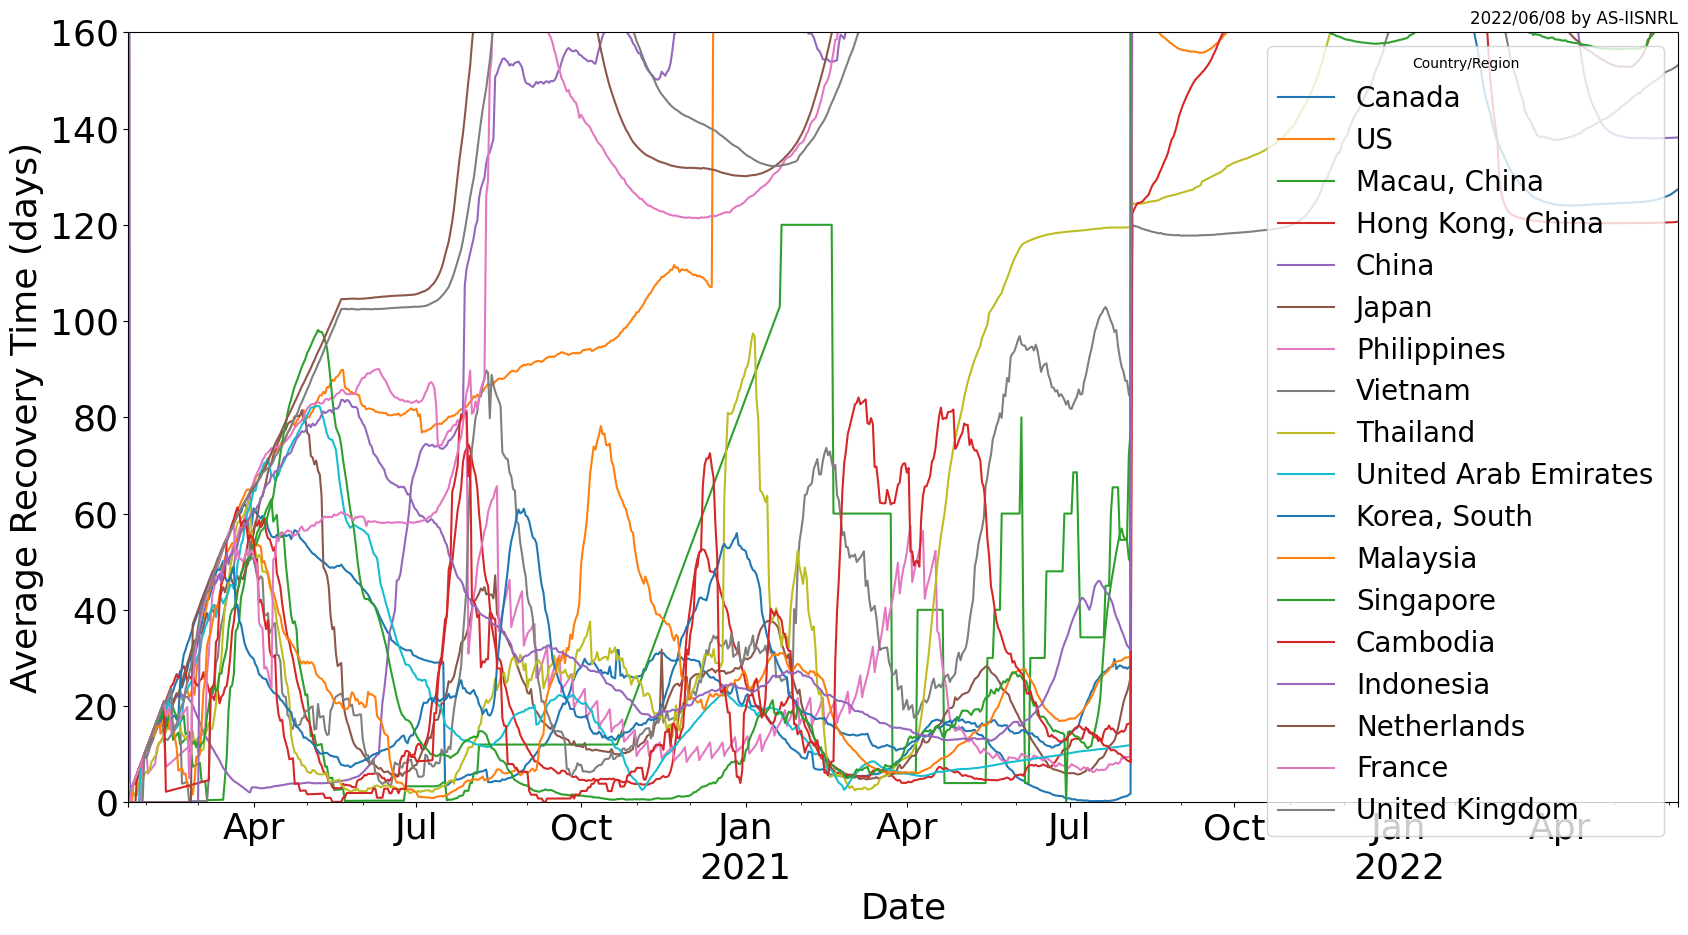 2022/06/08 by AS-IISNRL
Average Recovery Time (days)
160
140
120
100
80
60
40
20
0
Country/Region
Canada
US
Macau, China
Hong Kong, China
China
Japan
Philippines
Vietnam
Thailand
United Arab Emirates
Korea, South
Malaysia
Singapore
Cambodia
Indonesia
Netherlands
France
United Kingdom
Apr Jul Oct Jan Apr Jul Oct Jan Apr
2021 2022
Date